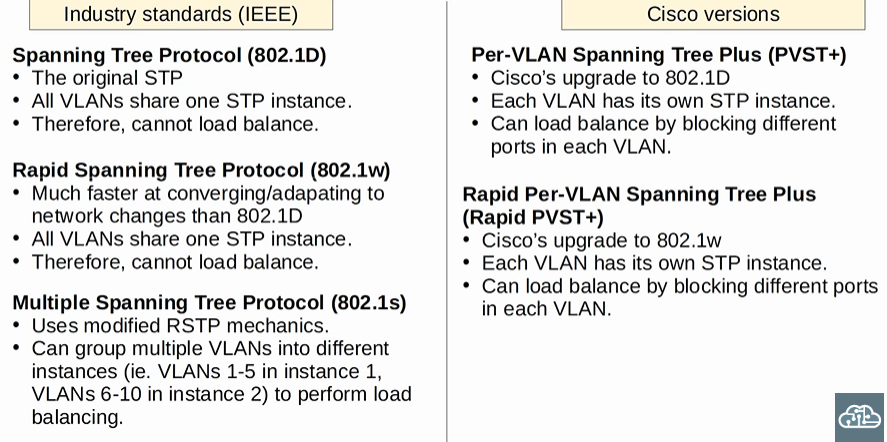 Industry standards (IEEE)
Spanning Tree Protocol (802.1D)
• The original STP
• All VLANs share one STP instance.
• Therefore, cannot load balance.
Rapid Spanning Tree Protocol (802.1w)
• Much faster at converging/adapating to
network changes than 802.1D
• All VLANs share one STP instance.
• Therefore, cannot load balance.
Multiple Spanning Tree Protocol (802.1s)
• Uses modified RSTP mechanics.
• Can group multiple VLANs into different
instances (ie. VLANs 1-5 in instance 1,
VLANs 6-10 in instance 2) to perform load
balancing.
Cisco versions
Per-VLAN Spanning Tree Plus (PVST+)
• Cisco's upgrade to 802.1D
• Each VLAN has its own STP instance.
• Can load balance by blocking different
ports in each VLAN.
Rapid Per-VLAN Spanning Tree Plus
(Rapid PVST+)
• Cisco's upgrade to 802.1w
• Each VLAN has its own STP instance.
• Can load balance by blocking different ports
in each VLAN.